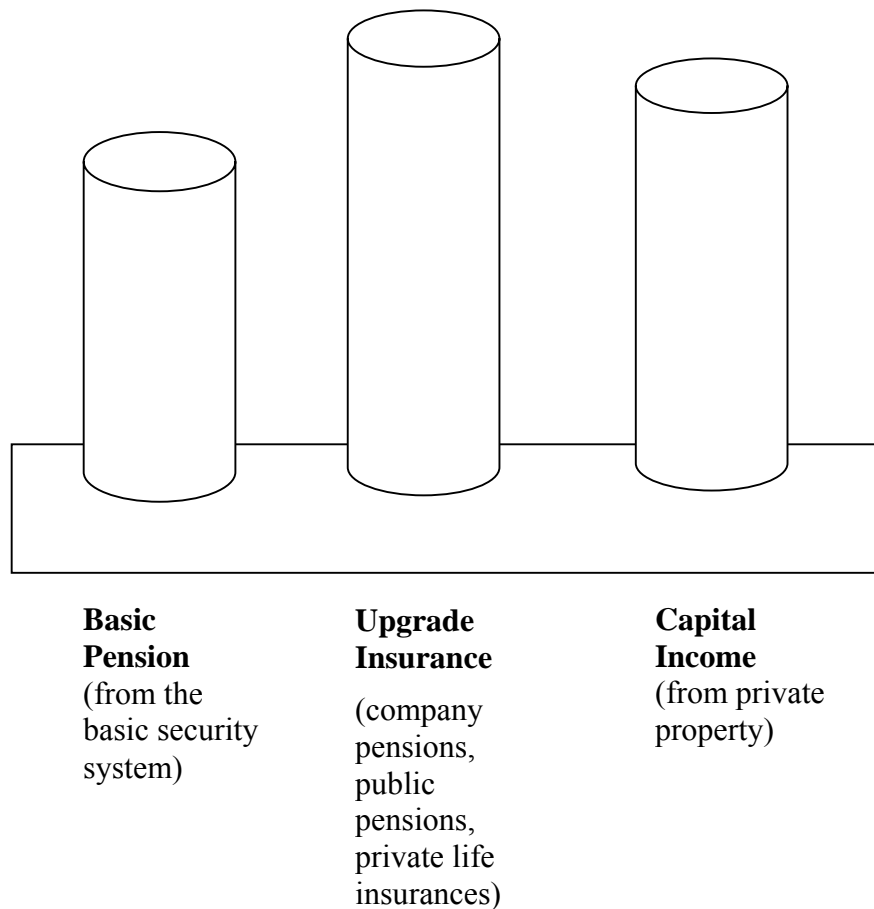 Basic
Pension
(from the
basic security
system)
Upgrade
Insurance
(company
pensions,
public
pensions,
private life
insurances)
Capital
Income
(from private
property)